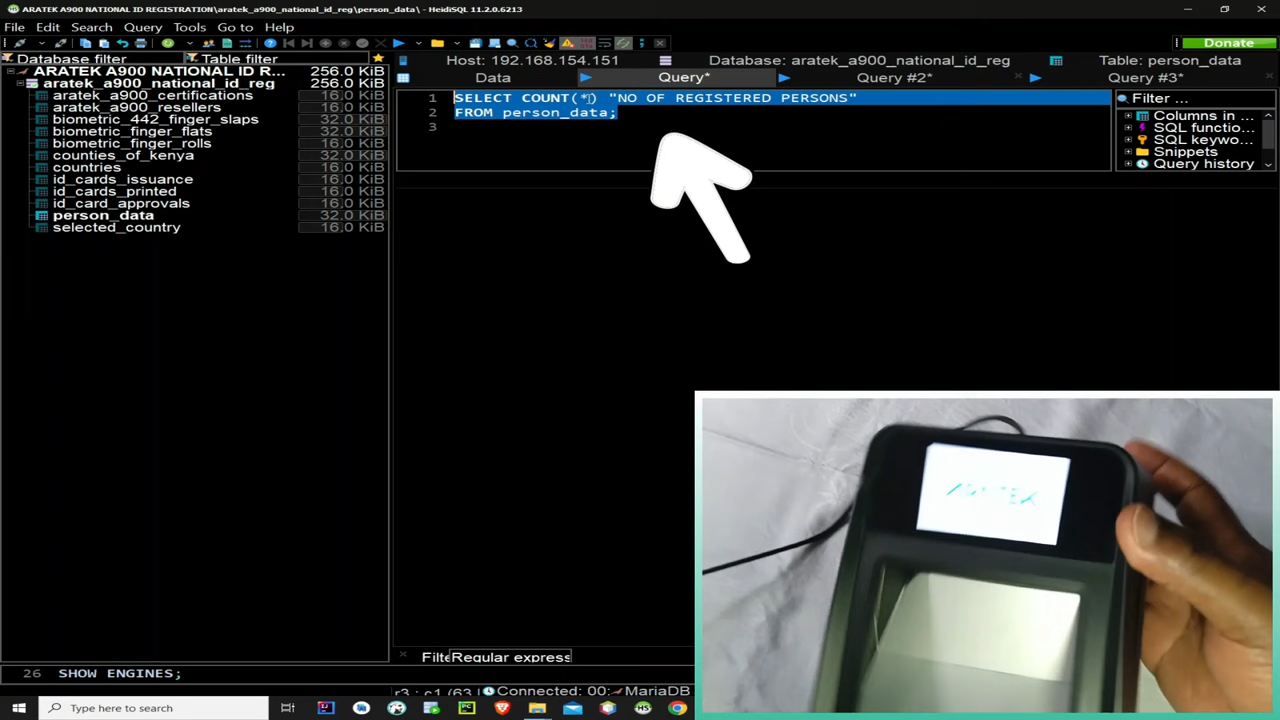 ARATEK A900 NATIONAL ID REGISTRATION\aratek_a900_national_id_reg\person_data\ - HeidiSQL 11.2.0.6213
File Edit Search Query Tools Go to Help
Donate
Database filter Table filter
Host: 192.168.154.151 Database: aratek_a900_national_id_reg Table: person_data
Data Query* Query #2* Query #3*
ARATEK A900 NATIONAL ID R... 256.0 KiB
aratek_a900_national_id_reg 256.0 KiB
aratek_a900_certifications 16.0 KiB
aratek_a900_resellers 16.0 KiB
biometric_442_finger_slaps 32.0 KiB
biometric_finger_flats 32.0 KiB
biometric_finger_rolls 16.0 KiB
counties_of_kenya 32.0 KiB
countries 16.0 KiB
id_cards_issuance 16.0 KiB
id_cards_printed 16.0 KiB
id_card_approvals 16.0 KiB
person_data 32.0 KiB
selected_country 16.0 KiB
1 SELECT COUNT(*) "NO OF REGISTERED PERSONS"
2 FROM person_data;
3
Filter ...
Columns in ...
SQL functio...
SQL keywo...
Snippets
Query history
ARATEK
Regular express
26 SHOW ENGINES;
r3 : c1 (63 Connected: 00: MariaDB
Type here to search